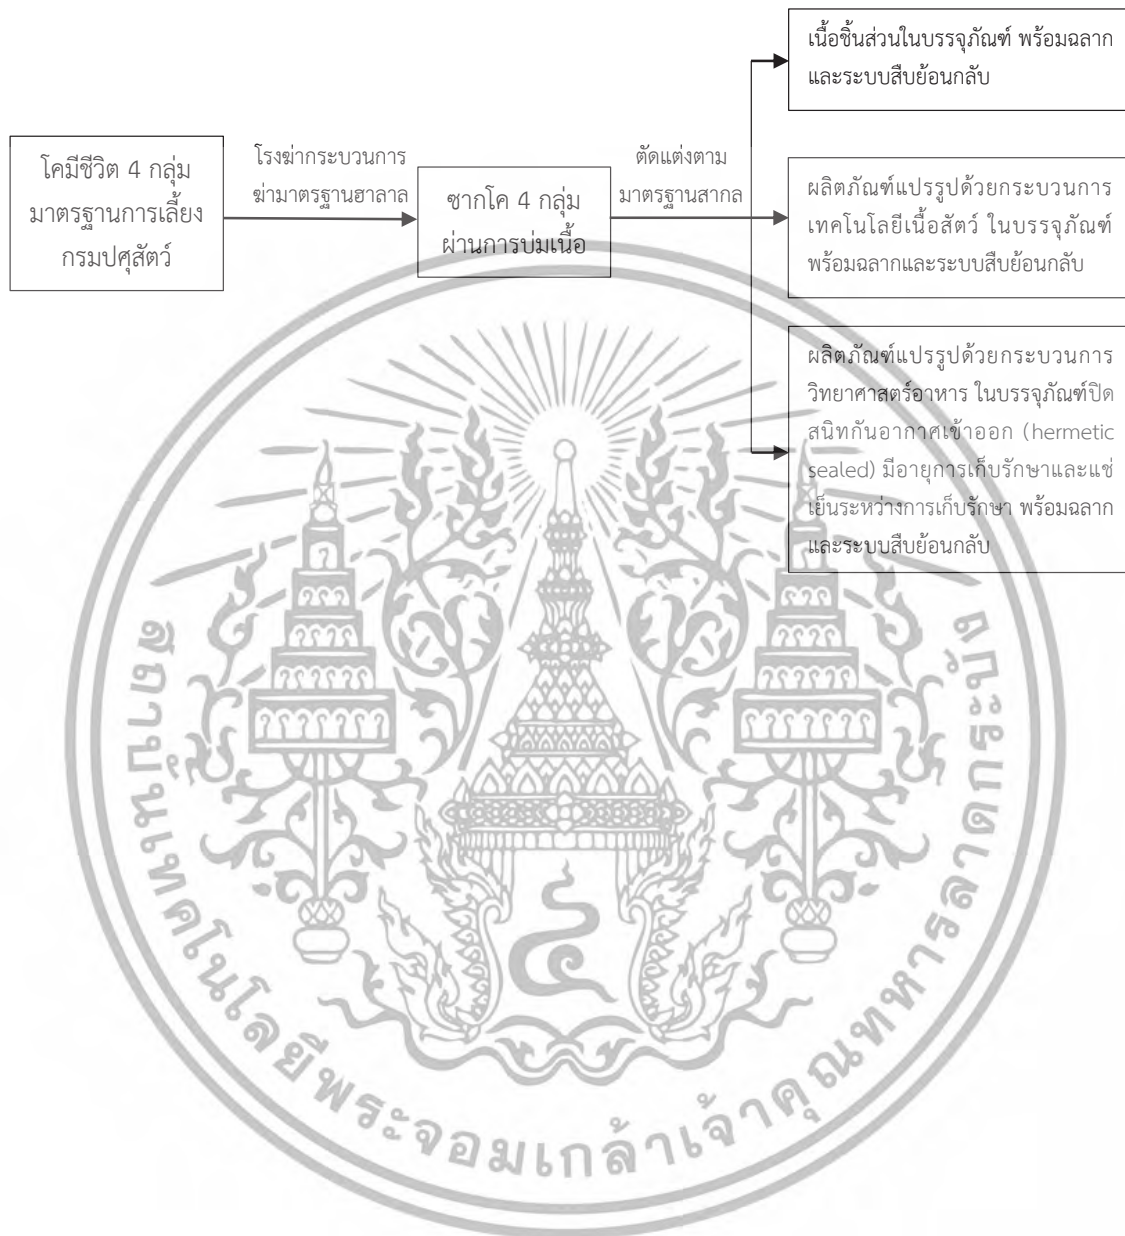 เนื้อชิ้นส่วนในบรรจุภัณฑ์ พร้อมฉลาก
และระบบสืบย้อนกลับ
โคมีชีวิต 4 กลุ่ม
มาตรฐานการเลี้ยง
กรมปศุสัตว์
โรงฆ่ากระบวนการ
ฆ่ามาตรฐานฮาลาล
ซากโค 4 กลุ่ม
ผ่านการบ่มเนื้อ
ตัดแต่งตาม
มาตรฐานสากล
ผลิตภัณฑ์แปรรูปด้วยกระบวนการ
เทคโนโลยีเนื้อสัตว์ ในบรรจุภัณฑ์
พร้อมฉลากและระบบสืบย้อนกลับ
ผลิตภัณฑ์แปรรูปด้วยกระบวนการ
วิทยาศาสตร์อาหาร ในบรรจุภัณฑ์ปิด
สนิทกันอากาศเข้าออก (hermetic
sealed) มีอายุการเก็บรักษาและแช่
เย็นระหว่างการเก็บรักษา พร้อมฉลาก
และระบบสืบย้อนกลับ
๔
สถาบันเทคโนโลยีพระจอมเกล้าเจ้าคุณทหารลาดกระบัง